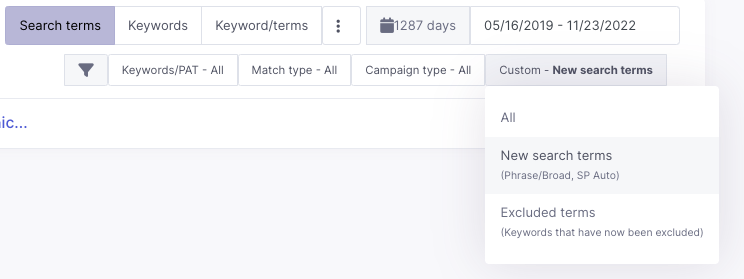 Search terms Keywords Keyword/terms 1287 days 05/16/2019 - 11/23/2022
Keywords/PAT - All Match type - All Campaign type - All Custom - New search terms
ic...
All
New search terms
(Phrase/Broad, SP Auto)
Excluded terms
(Keywords that have now been excluded)